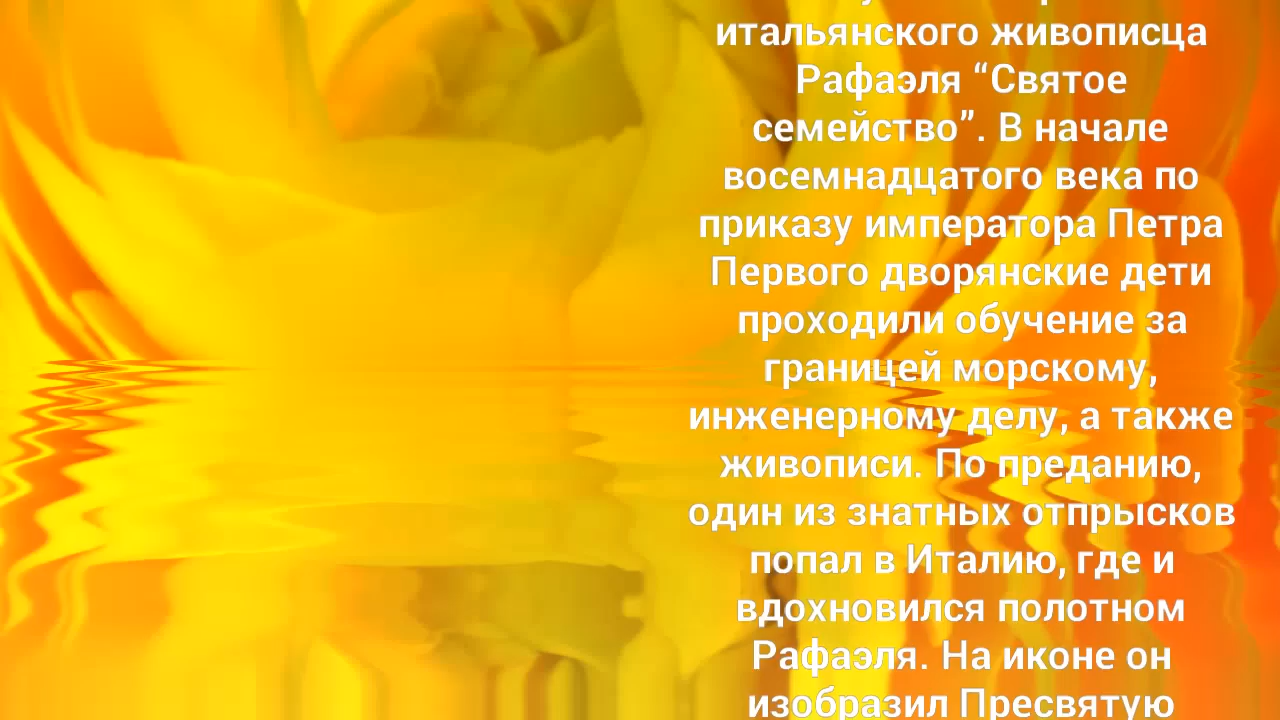 итальянского живописца
Рафаэля “Святое
семейство”. В начале
восемнадцатого века по
приказу императора Петра
Первого дворянские дети
проходили обучение за
границей морскому,
инженерному делу, а также
живописи. По преданию,
один из знатных отпрысков
попал в Италию, где и
вдохновился полотном
Рафаэля. На иконе он
изобразил Пресвятую